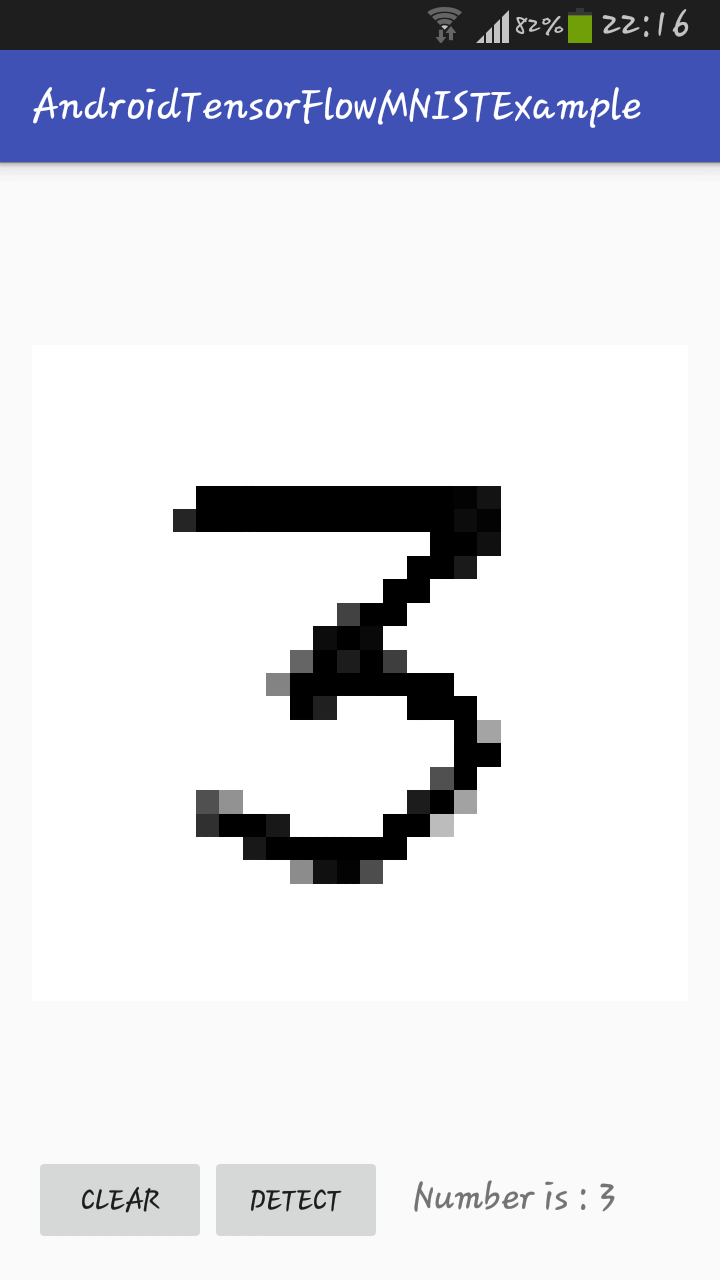 82% 22:16
AndroidTensorFlowMNISTExample
3
CLEAR DETECT Number is : 3